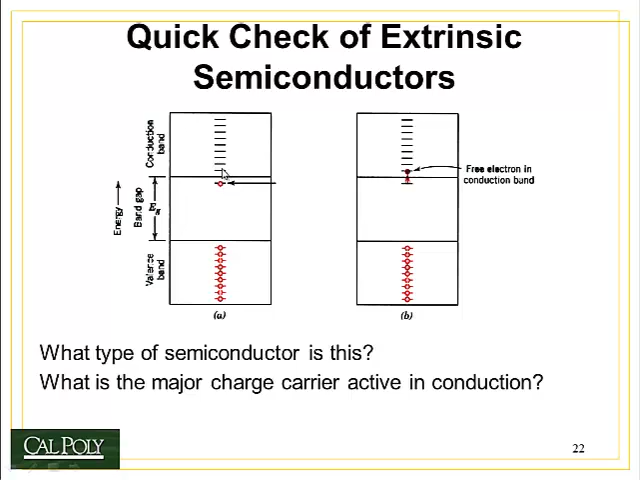 Quick Check of Extrinsic
Semiconductors
Conduction
band
Band gap
Eg
Energy
Valence
band
Free electron in
conduction band
(a)
(b)
What type of semiconductor is this?
What is the major charge carrier active in conduction?
CAL POLY
22